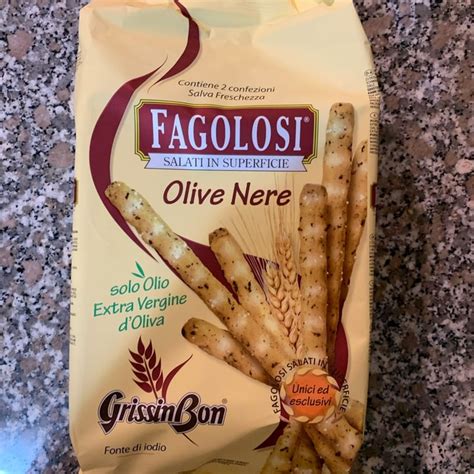 Contiene 2 confezioni
Salva Freschezza
FAGOLOSI®
SALATI IN SUPERFICIE
Olive Nere
solo Olio
Extra Vergine
d'Oliva
GrissinBon®
Fonte di iodio
FAGOLOSI SALATI IN SUPERFICIE
Unici ed
esclusivi